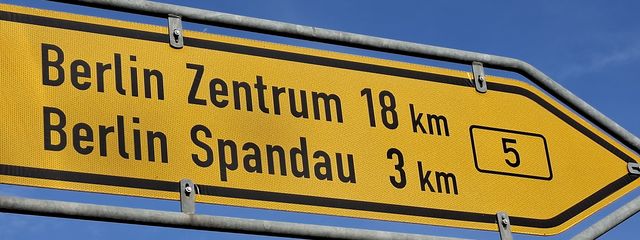 Berlin Zentrum 18 km
Berlin Spandau 3 km
5